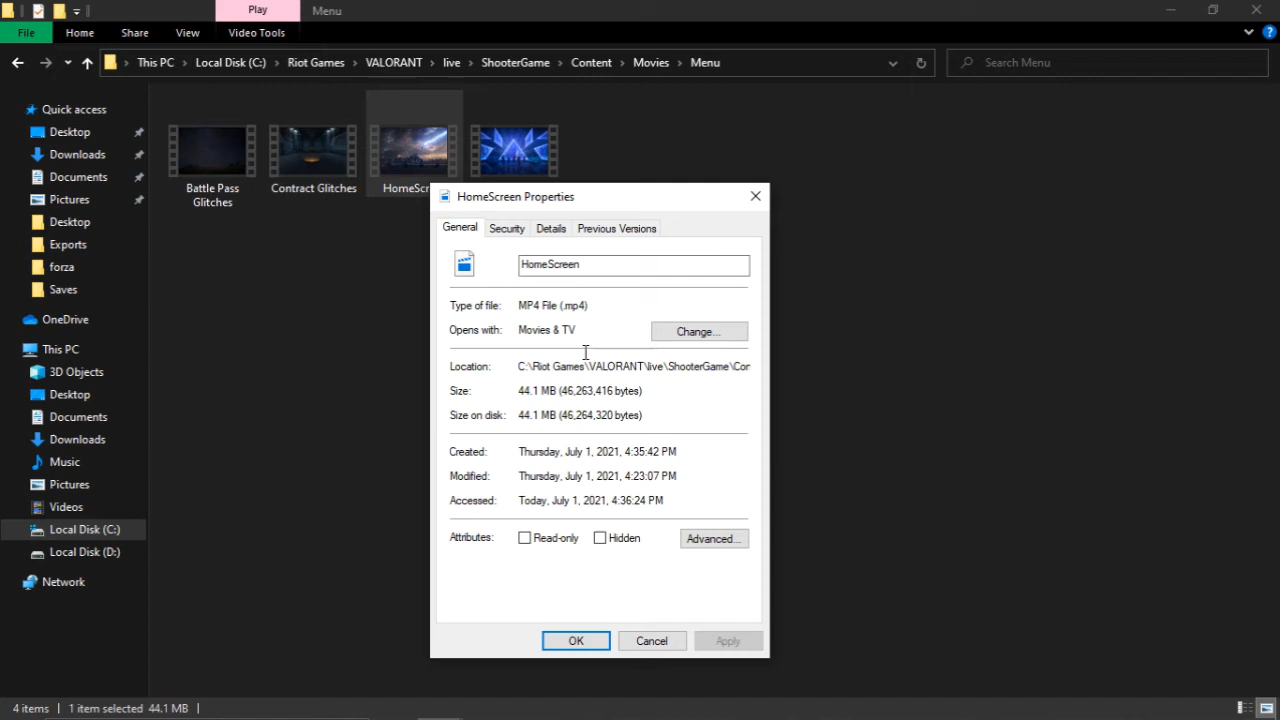 Play
Menu
File
Home
Share
View
Video Tools
This PC
Local Disk (C:)
Riot Games
VALORANT
live
ShooterGame
Content
Movies
Menu
Search Menu
Quick access
Desktop
Downloads
Documents
Pictures
Desktop
Exports
forza
Saves
OneDrive
This PC
3D Objects
Desktop
Documents
Downloads
Music
Pictures
Videos
Local Disk (C:)
Local Disk (D:)
Network
Battle Pass
Glitches
Contract Glitches
HomeScr
HomeScreen Properties
General
Security
Details
Previous Versions
HomeScreen
Type of file: MP4 File (.mp4)
Opens with: Movies & TV
Change...
Location: C:\Riot Games\VALORANT\live\ShooterGame\Con
Size: 44.1 MB (46,263,416 bytes)
Size on disk: 44.1 MB (46,264,320 bytes)
Created: Thursday, July 1, 2021, 4:35:42 PM
Modified: Thursday, July 1, 2021, 4:23:07 PM
Accessed: Today, July 1, 2021, 4:36:24 PM
Attributes: Read-only Hidden
Advanced...
OK
Cancel
Apply
4 items
1 item selected 44.1 MB